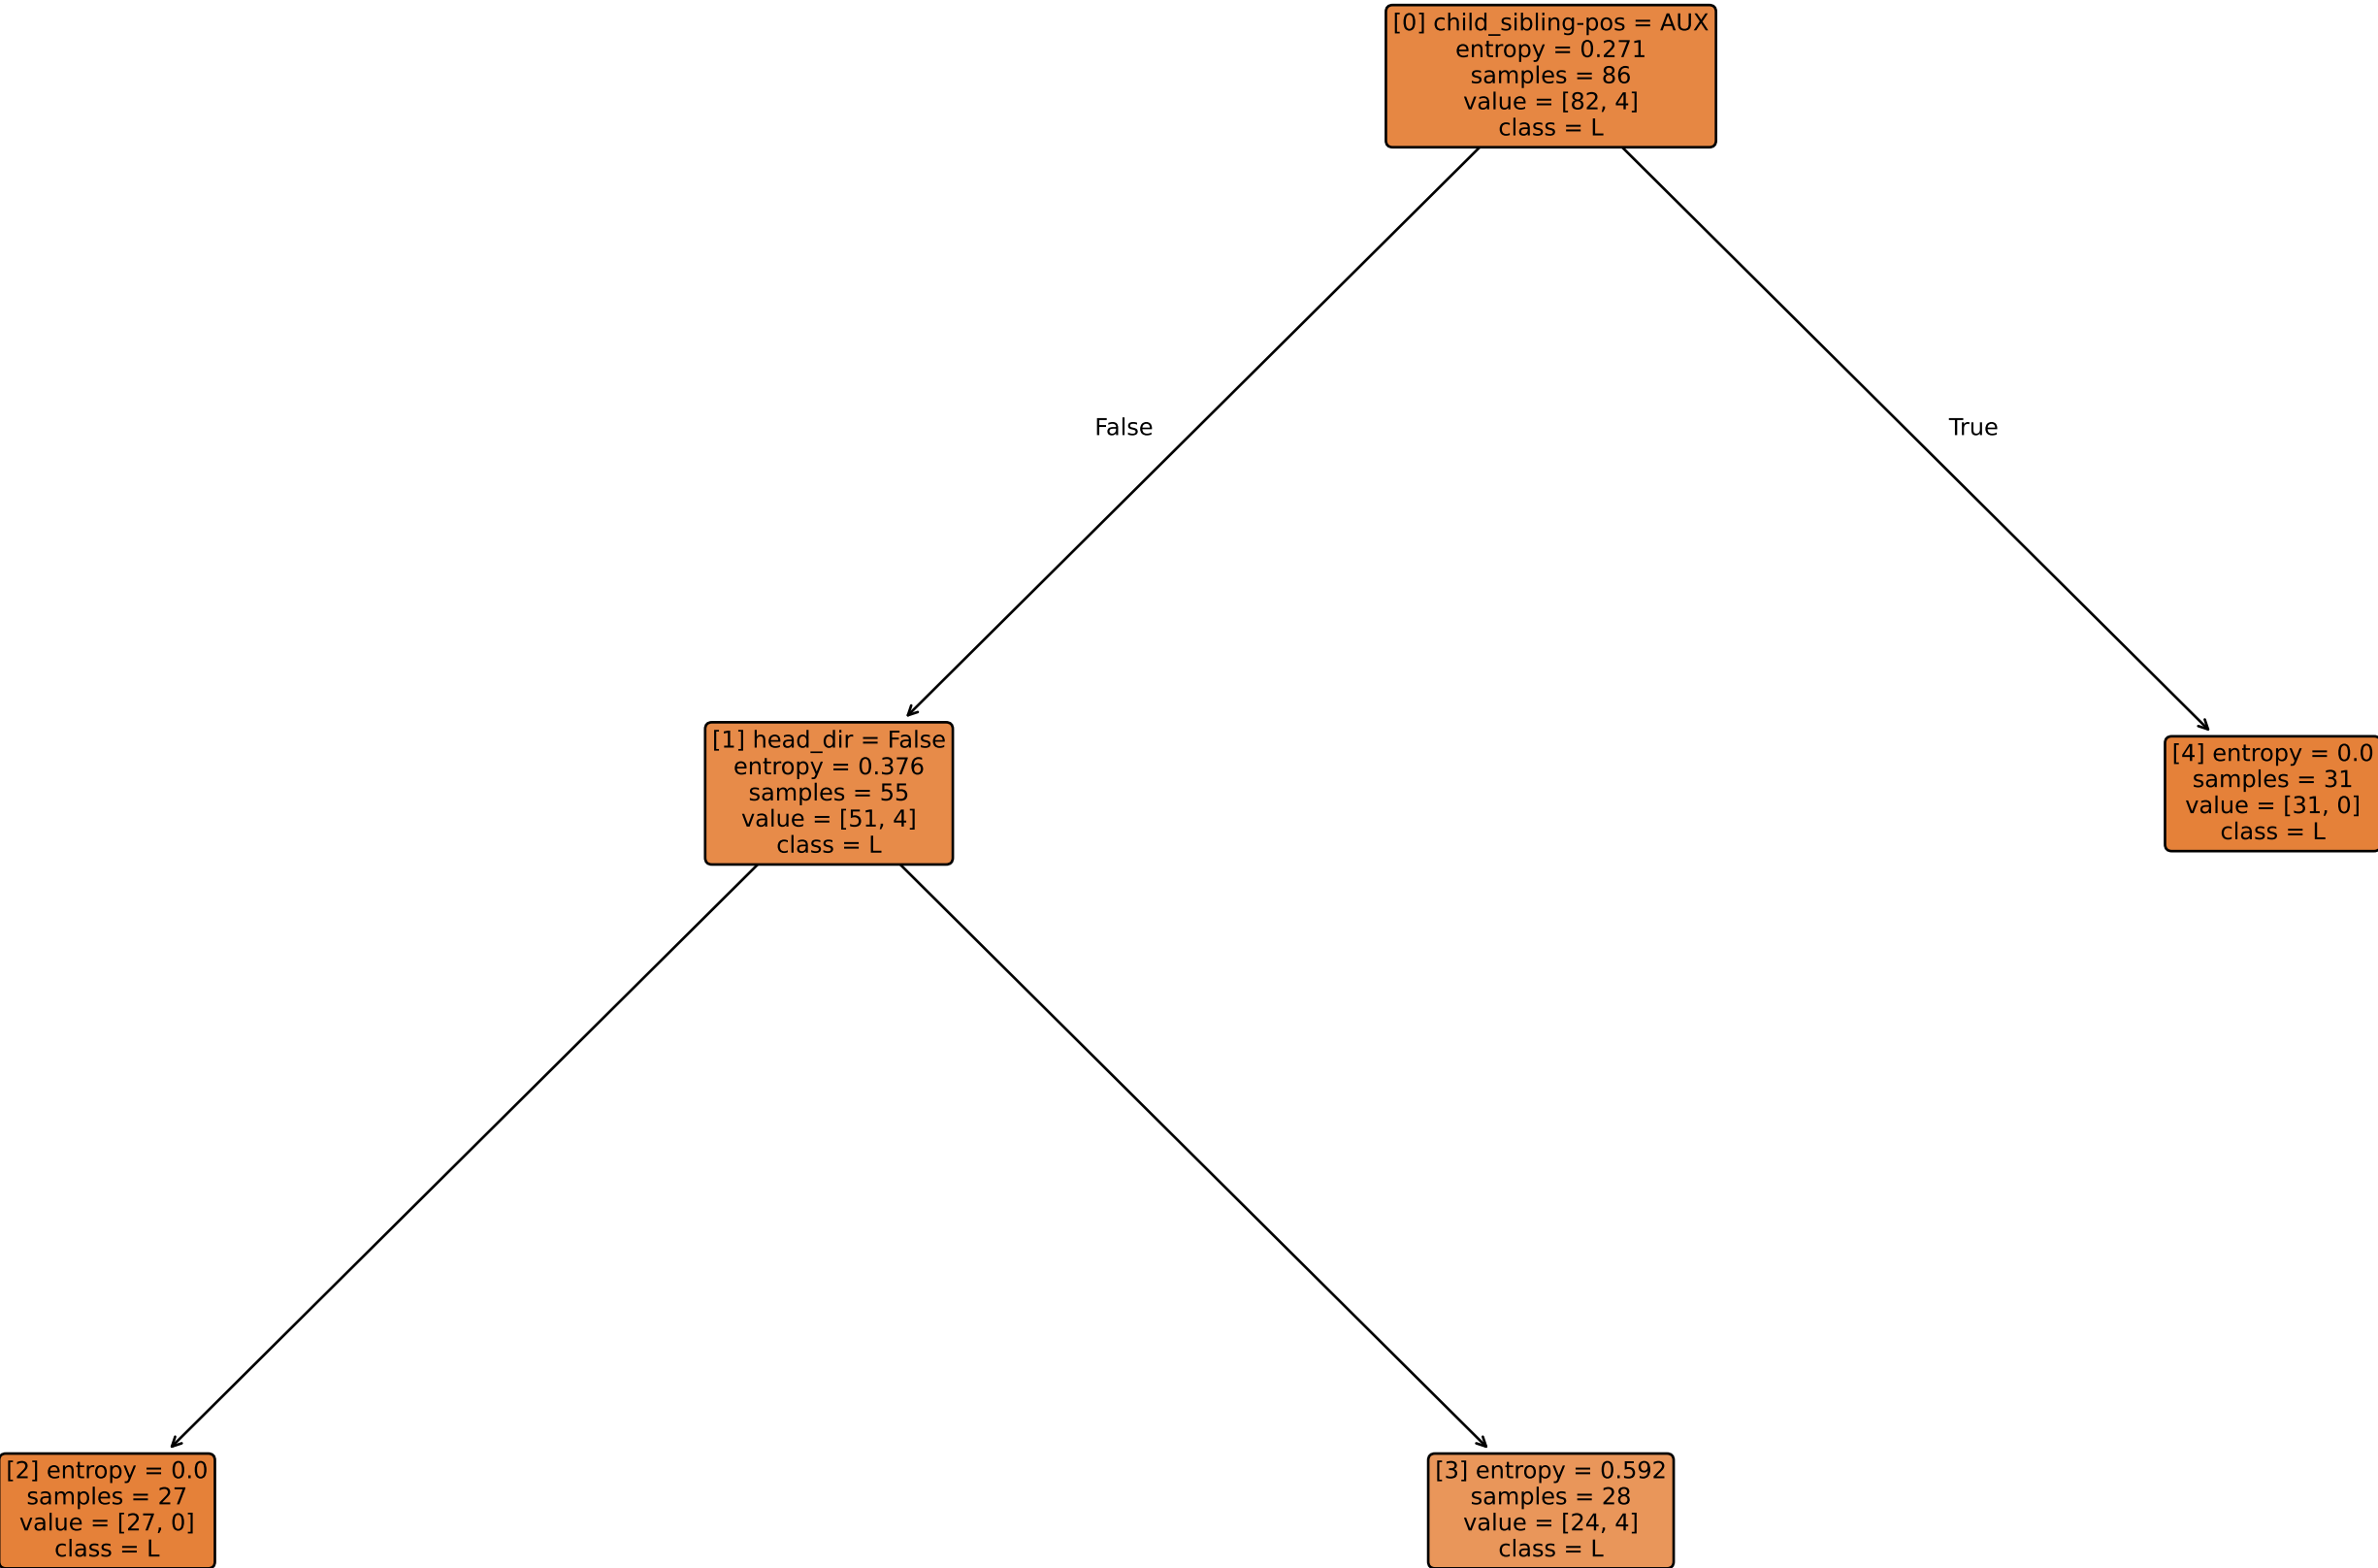 [0] child_sibling-pos = AUX
entropy = 0.271
samples = 86
value = [82, 4]
class = L
False
True
[1] head_dir = False
entropy = 0.376
samples = 55
value = [51, 4]
class = L
[4] entropy = 0.0
samples = 31
value = [31, 0]
class = L
[2] entropy = 0.0
samples = 27
value = [27, 0]
class = L
[3] entropy = 0.592
samples = 28
value = [24, 4]
class = L